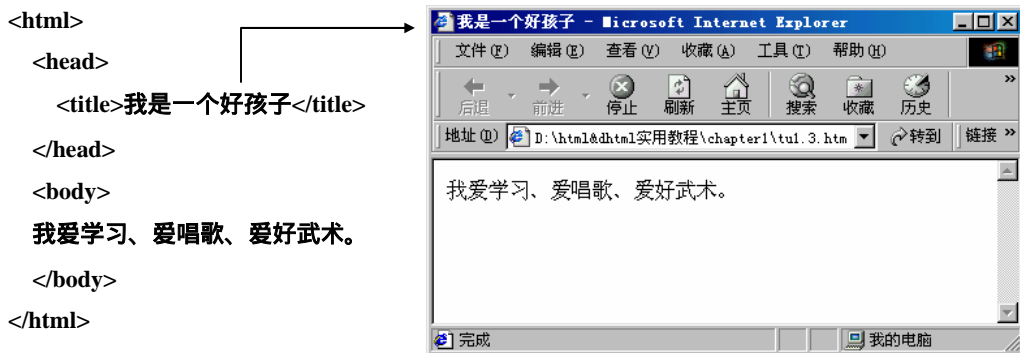 <html>
<head>
<title>我是一个好孩子</title>
</head>
<body>
我爱学习、爱唱歌、爱好武术。
</body>
</html>
我是一个好孩子 - Microsoft Internet Explorer
文件(F) 编辑(E) 查看(V) 收藏(A) 工具(T) 帮助(H)
后退 前进 停止 刷新 主页 搜索 收藏 历史 »
地址(D) D:\html&dhtml实用教程\chapter1\tu1.3.htm 转到 链接 »
我爱学习、爱唱歌、爱好武术。
完成 我的电脑